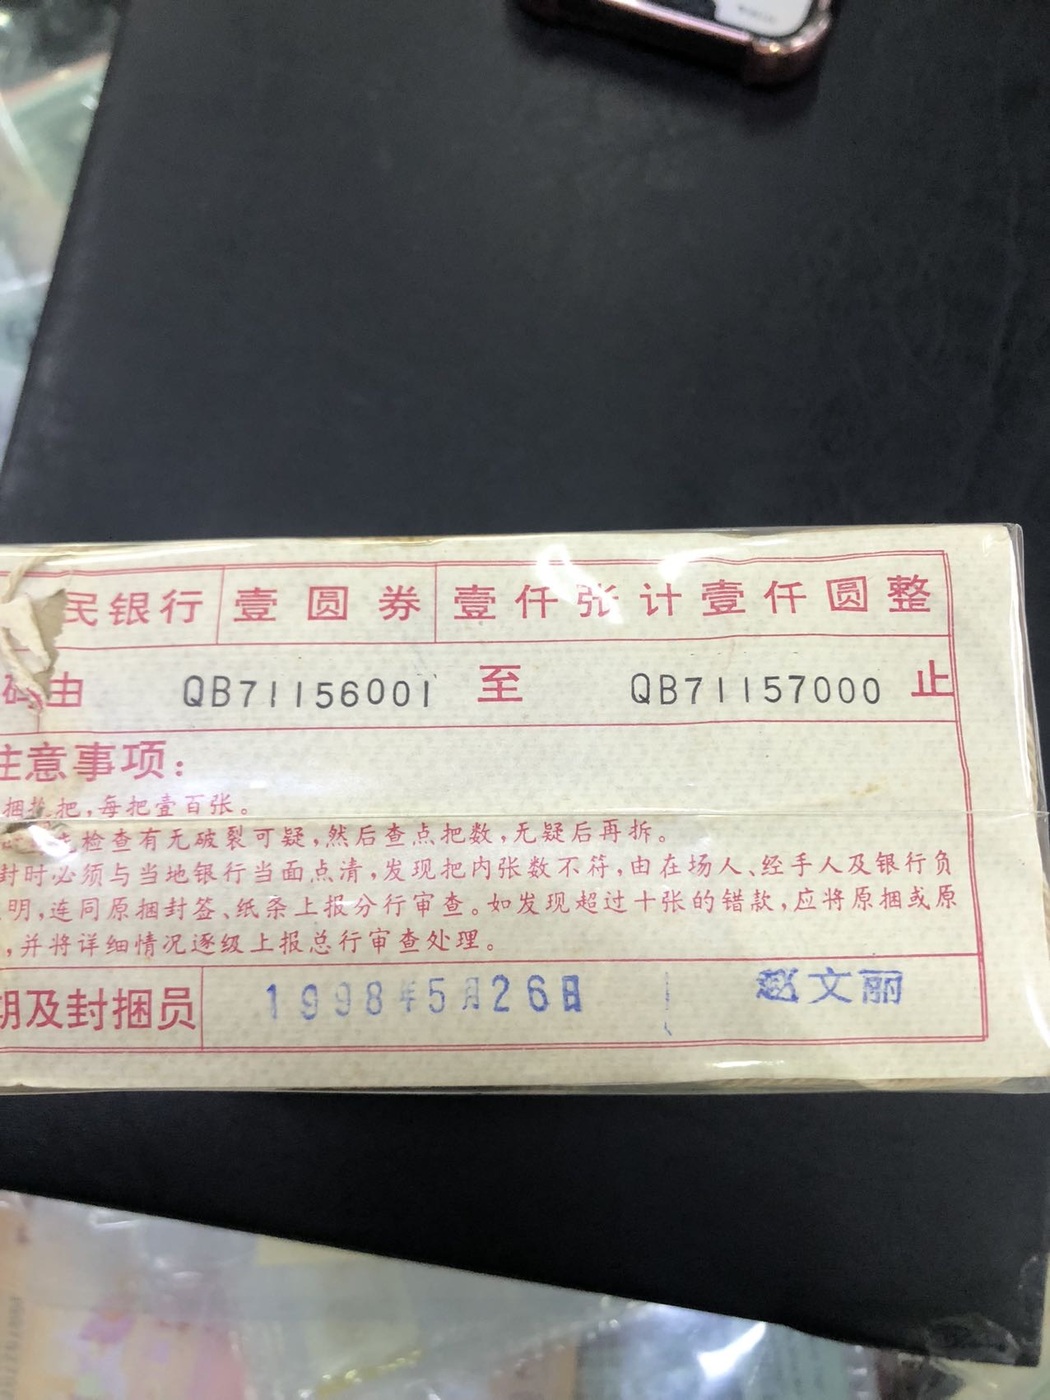 民银行 壹圆券 壹仟张计壹仟圆整
码由 QB71156001 至 QB71157000 止
注意事项:
捆拾把,每把壹百张。
检查有无破裂可疑,然后查点把数,无疑后再拆。
封时必须与当地银行当面点清,发现把内张数不符,由在场人、经手人及银行负
明,连同原捆封签、纸条上报分行审查。如发现超过十张的错款,应将原捆或原
,并将详细情况逐级上报总行审查处理。
期及封捆员 1998年5月26日 赵文丽